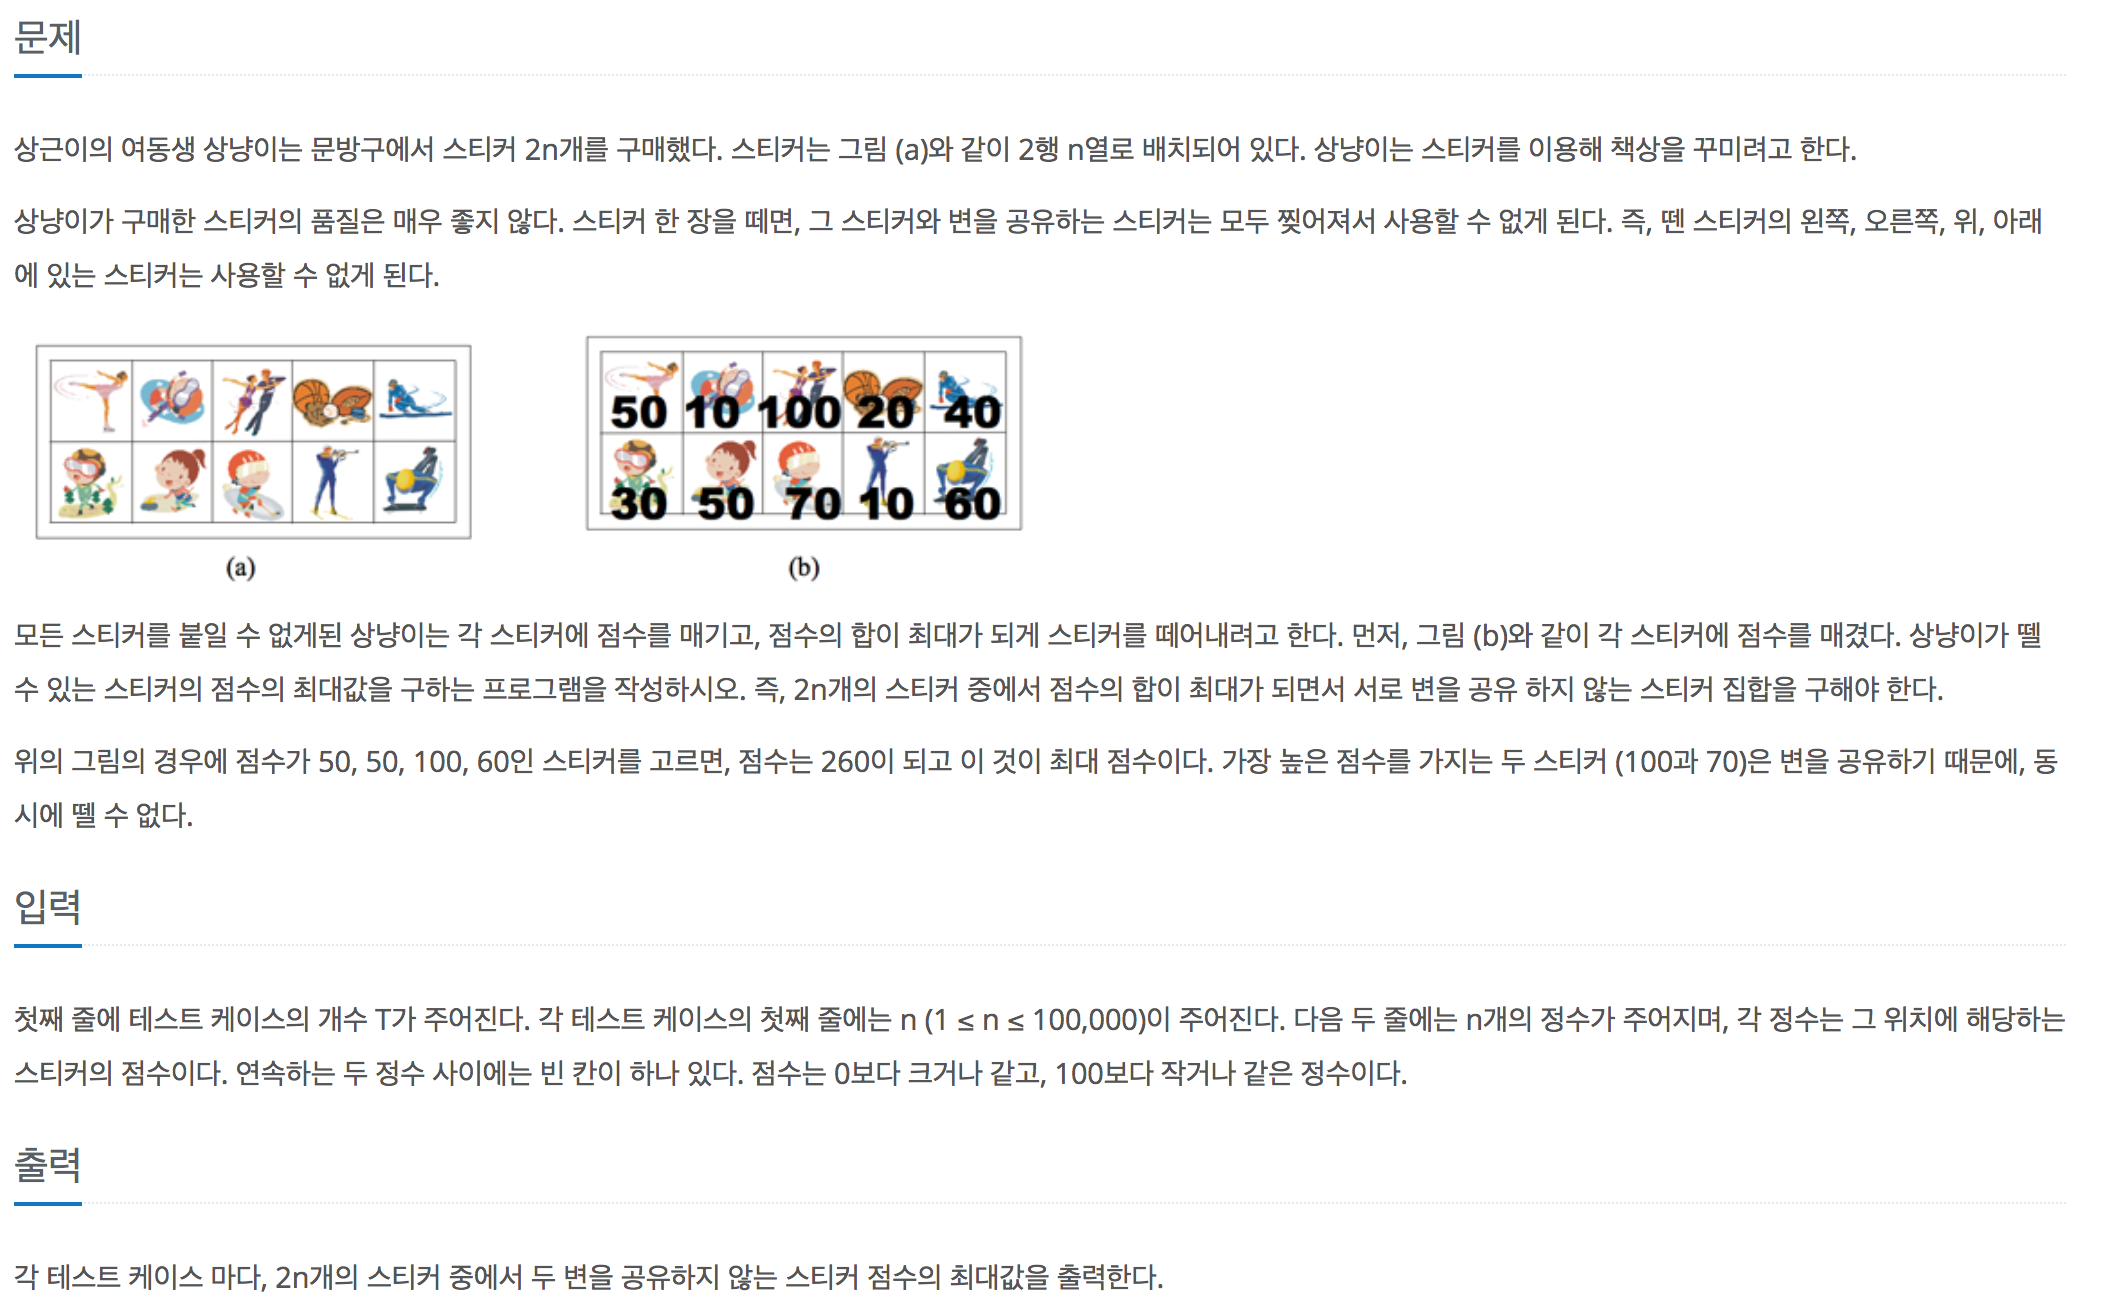 문제
상근이의 여동생 상냥이는 문방구에서 스티커 2n개를 구매했다. 스티커는 그림 (a)와 같이 2행 n열로 배치되어 있다. 상냥이는 스티커를 이용해 책상을 꾸미려고 한다.
상냥이가 구매한 스티커의 품질은 매우 좋지 않다. 스티커 한 장을 떼면, 그 스티커와 변을 공유하는 스티커는 모두 찢어져서 사용할 수 없게 된다. 즉, 뗀 스티커의 왼쪽, 오른쪽, 위, 아래
에 있는 스티커는 사용할 수 없게 된다.
50 10 100 20 40
30 50 70 10 60
(a) (b)
모든 스티커를 붙일 수 없게된 상냥이는 각 스티커에 점수를 매기고, 점수의 합이 최대가 되게 스티커를 떼어내려고 한다. 먼저, 그림 (b)와 같이 각 스티커에 점수를 매겼다. 상냥이가 뗄
수 있는 스티커의 점수의 최대값을 구하는 프로그램을 작성하시오. 즉, 2n개의 스티커 중에서 점수의 합이 최대가 되면서 서로 변을 공유 하지 않는 스티커 집합을 구해야 한다.
위의 그림의 경우에 점수가 50, 50, 100, 60인 스티커를 고르면, 점수는 260이 되고 이 것이 최대 점수이다. 가장 높은 점수를 가지는 두 스티커 (100과 70)은 변을 공유하기 때문에, 동
시에 뗄 수 없다.
입력
첫째 줄에 테스트 케이스의 개수 T가 주어진다. 각 테스트 케이스의 첫째 줄에는 n (1 ≤ n ≤ 100,000)이 주어진다. 다음 두 줄에는 n개의 정수가 주어지며, 각 정수는 그 위치에 해당하는
스티커의 점수이다. 연속하는 두 정수 사이에는 빈 칸이 하나 있다. 점수는 0보다 크거나 같고, 100보다 작거나 같은 정수이다.
출력
각 테스트 케이스 마다, 2n개의 스티커 중에서 두 변을 공유하지 않는 스티커 점수의 최대값을 출력한다.